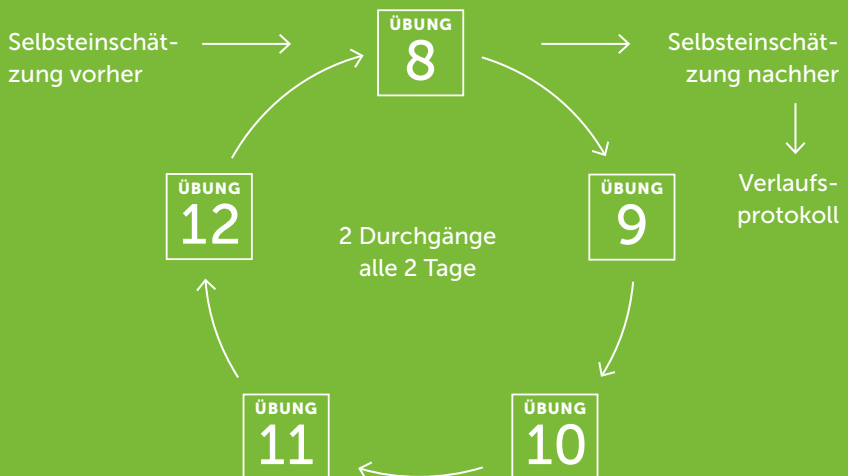 Selbsteinschät-
zung vorher
ÜBUNG
8
Selbsteinschät-
zung nachher
Verlaufs-
protokoll
ÜBUNG
12
2 Durchgänge
alle 2 Tage
ÜBUNG
9
ÜBUNG
11
ÜBUNG
10